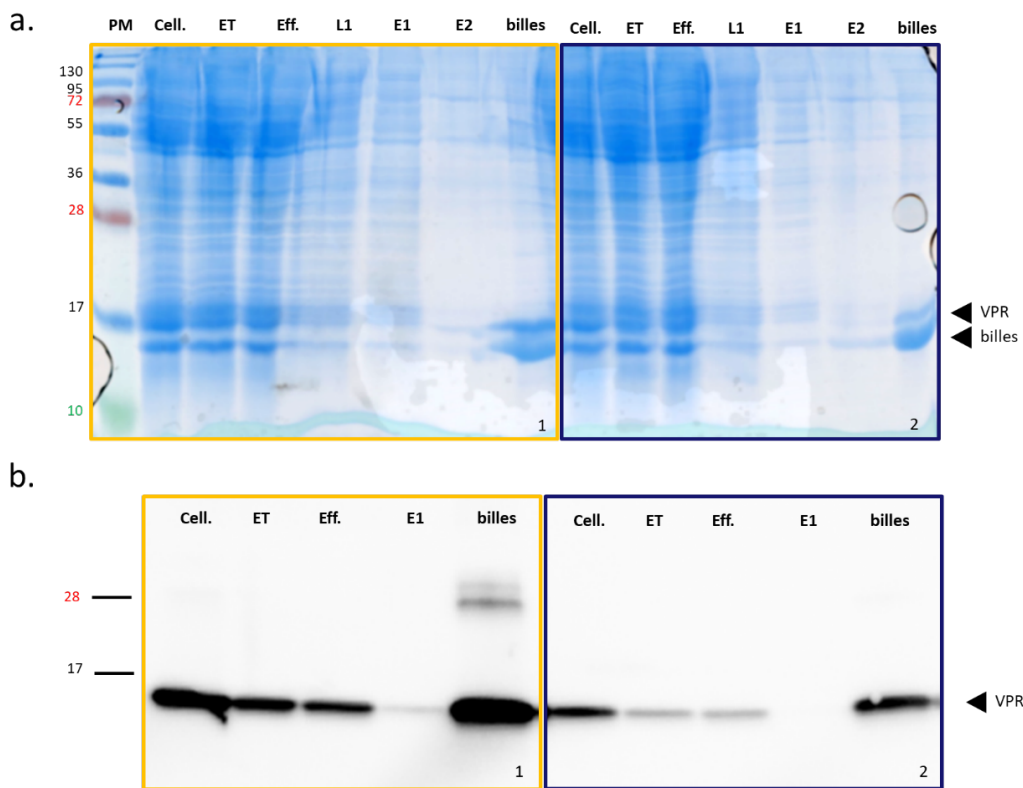 a.
PM Cell. ET Eff. L1 E1 E2 billes Cell. ET Eff. L1 E1 E2 billes
130
95
72
55
36
28
17
VPR
billes
10
1 2
b.
Cell. ET Eff. E1 billes Cell. ET Eff. E1 billes
28
17
VPR
1 2